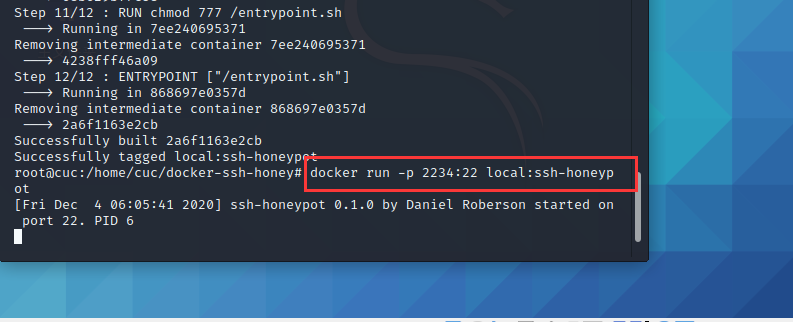 Step 11/12 : RUN chmod 777 /entrypoint.sh
---> Running in 7ee240695371
Removing intermediate container 7ee240695371
---> 4238fff46a09
Step 12/12 : ENTRYPOINT ["/entrypoint.sh"]
---> Running in 868697e0357d
Removing intermediate container 868697e0357d
---> 2a6f1163e2cb
Successfully built 2a6f1163e2cb
Successfully tagged local:ssh-honeypot
root@cuc:/home/cuc/docker-ssh-honey# docker run -p 2234:22 local:ssh-honeyp
ot
[Fri Dec  4 06:05:41 2020] ssh-honeypot 0.1.0 by Daniel Roberson started on
port 22. PID 6